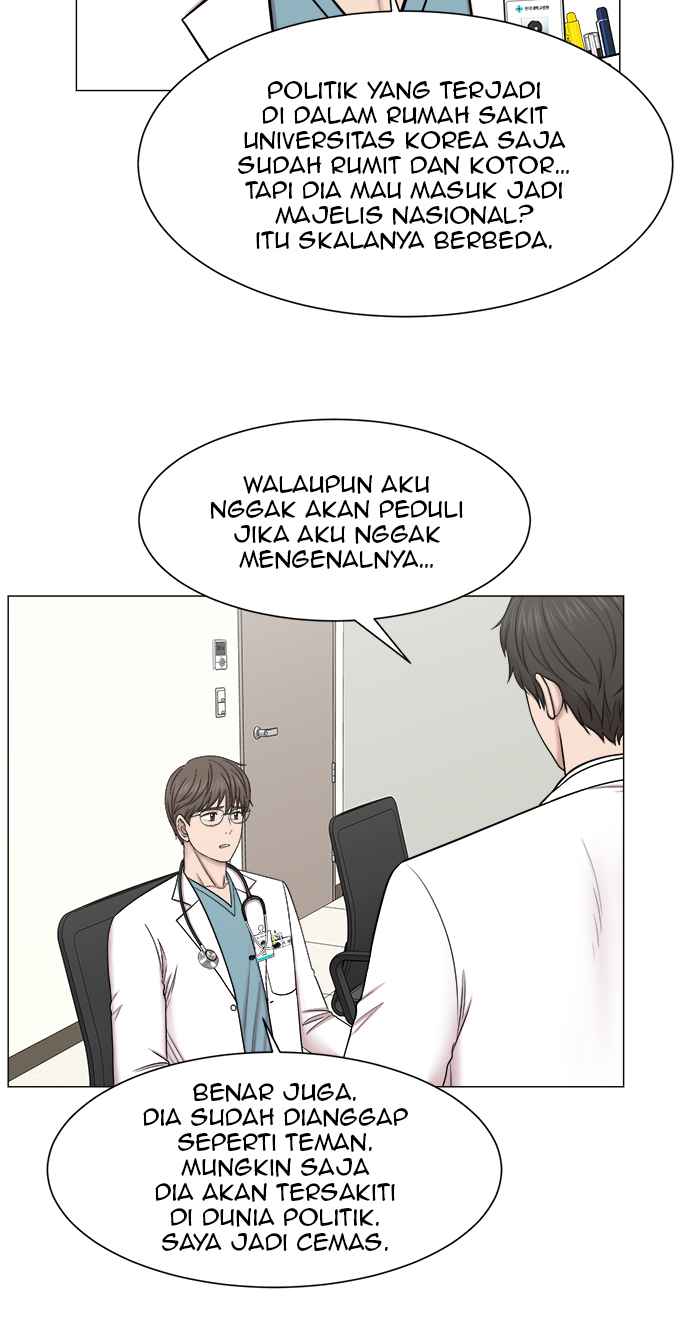 POLITIK YANG TERJADI
DI DALAM RUMAH SAKIT
UNIVERSITAS KOREA SAJA
SUDAH RUMIT DAN KOTOR...
TAPI DIA MAU MASUK JADI
MAJELIS NASIONAL?
ITU SKALANYA BERBEDA.
WALAUPUN AKU
NGGAK AKAN PEDULI
JIKA AKU NGGAK
MENGENALNYA...
BENAR JUGA.
DIA SUDAH DIANGGAP
SEPERTI TEMAN.
MUNGKIN SAJA
DIA AKAN TERSAKITI
DI DUNIA POLITIK.
SAYA JADI CEMAS.